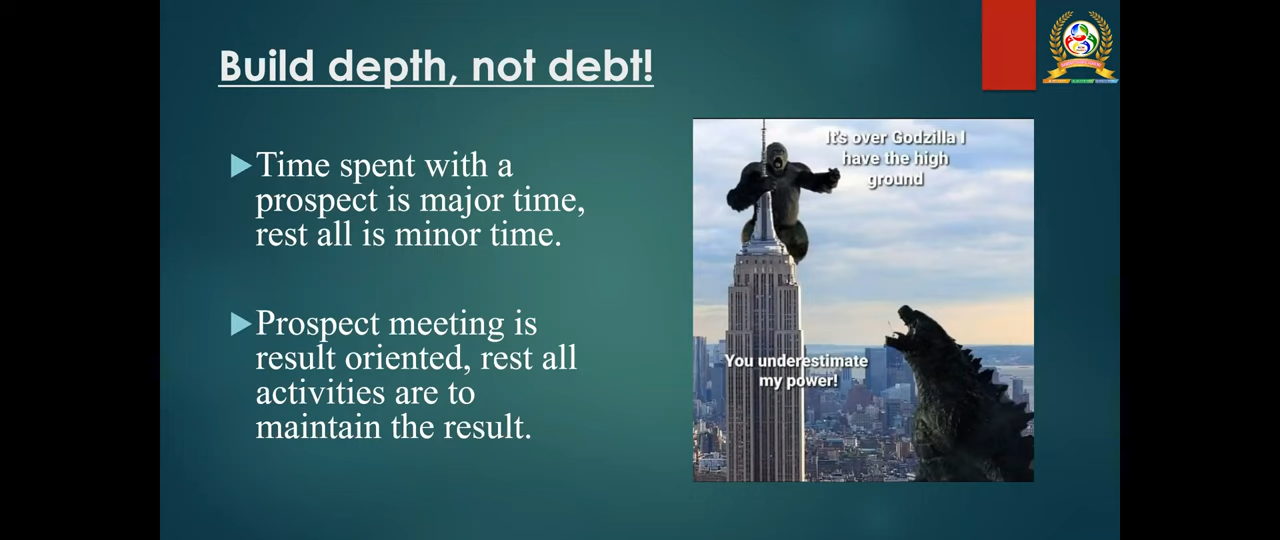 Build depth, not debt!
Time spent with a
prospect is major time,
rest all is minor time.
Prospect meeting is
result oriented, rest all
activities are to
maintain the result.
It's over Godzilla I
have the high
ground
You underestimate
my power!